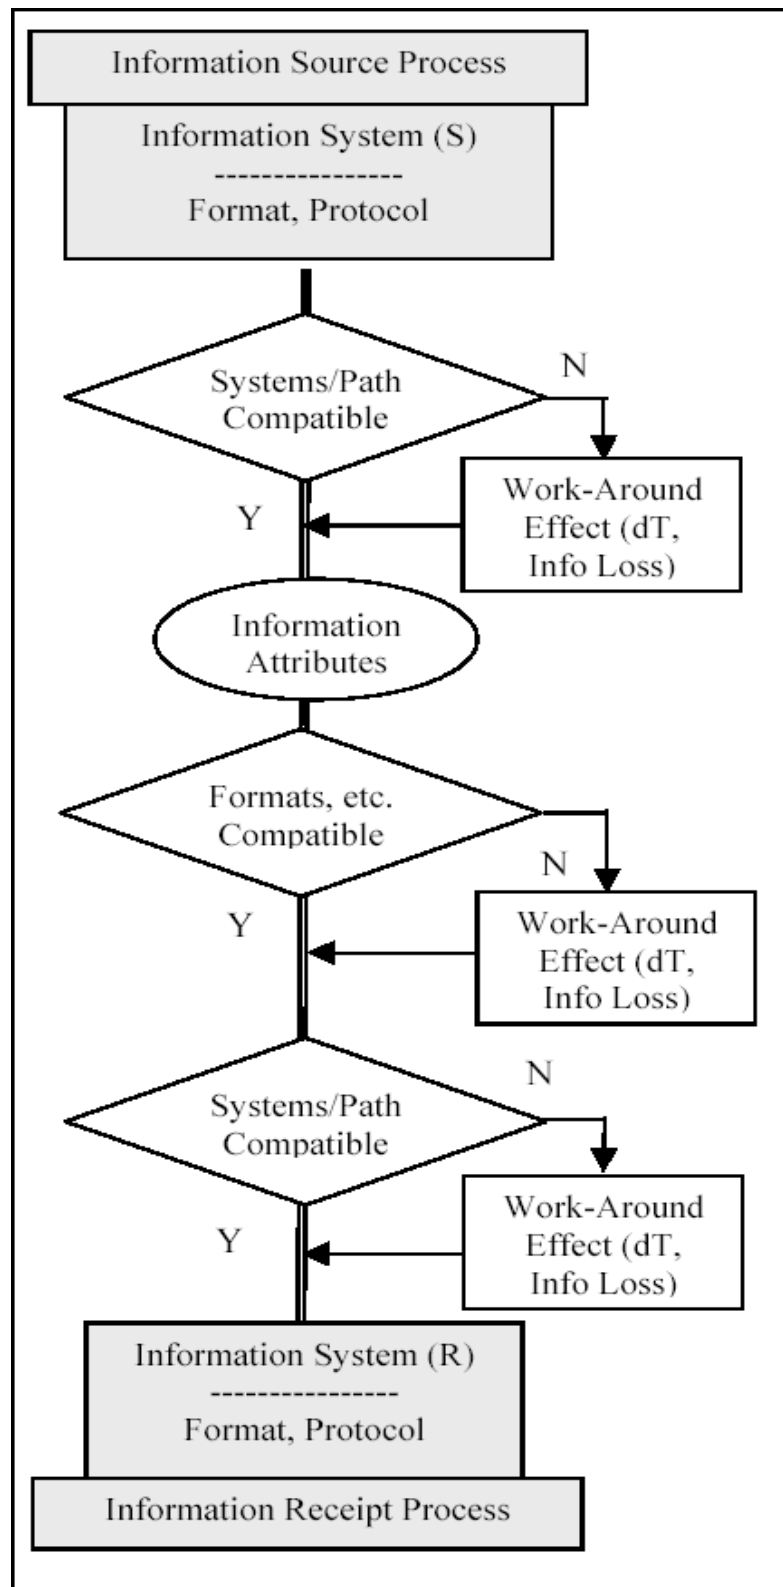 Information Source Process
Information System (S)
----------------
Format, Protocol
Systems/Path
Compatible
N
Work-Around
Effect (dT,
Info Loss)
Y
Information
Attributes
Formats, etc.
Compatible
N
Work-Around
Effect (dT,
Info Loss)
Y
Systems/Path
Compatible
N
Work-Around
Effect (dT,
Info Loss)
Y
Information System (R)
----------------
Format, Protocol
Information Receipt Process